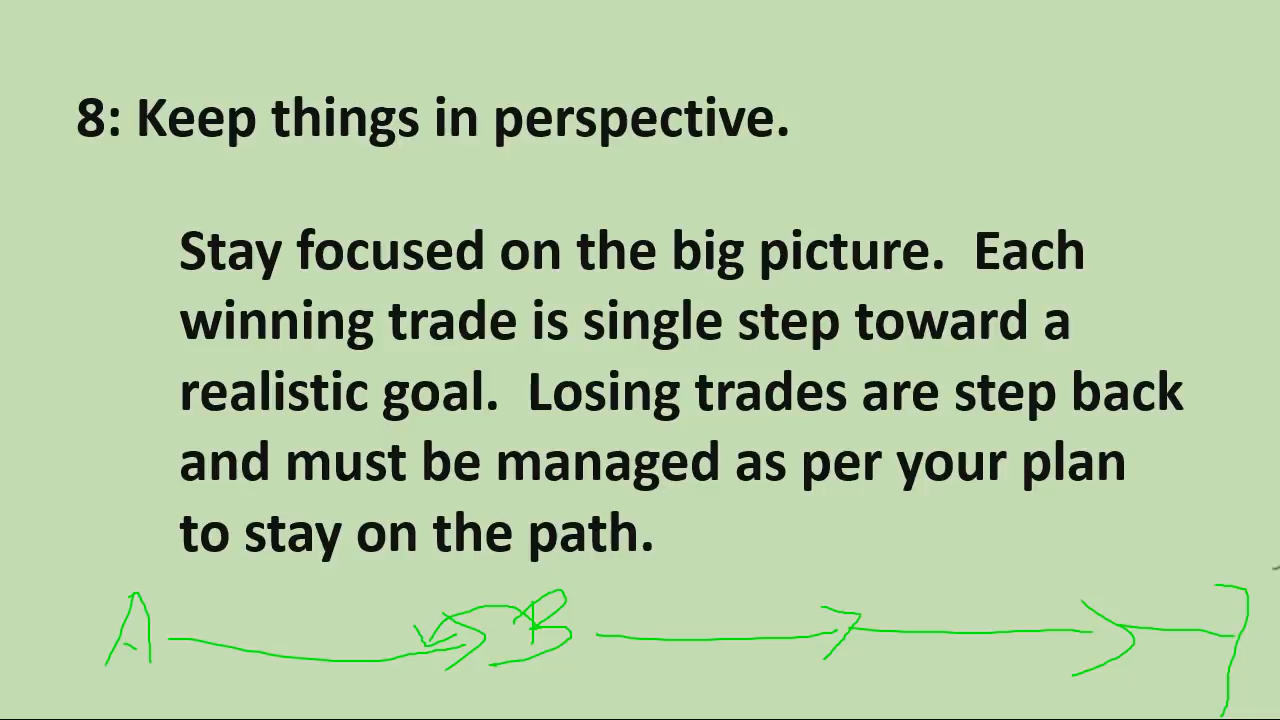 8: Keep things in perspective.
Stay focused on the big picture. Each
winning trade is single step toward a
realistic goal. Losing trades are step back
and must be managed as per your plan
to stay on the path.
A B